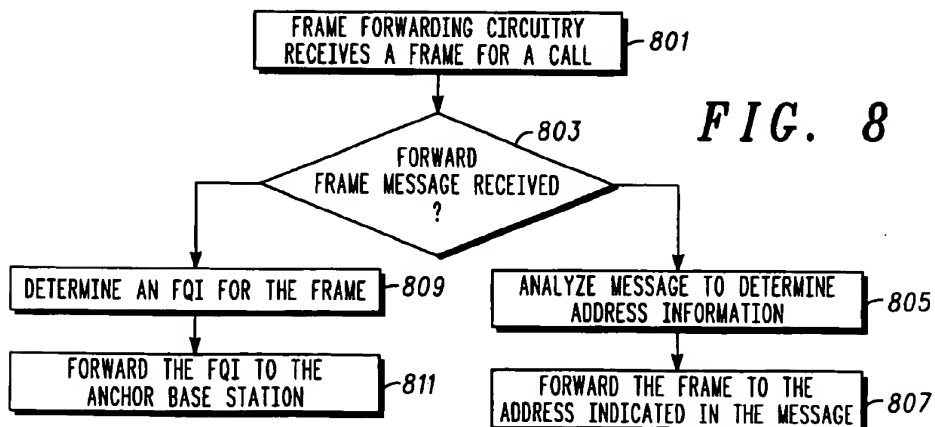 FRAME FORWARDING CIRCUITRY
RECEIVES A FRAME FOR A CALL
801
FIG. 8
803
FORWARD
FRAME MESSAGE RECEIVED
?
DETERMINE AN FQI FOR THE FRAME
809
FORWARD THE FQI TO THE
ANCHOR BASE STATION
811
ANALYZE MESSAGE TO DETERMINE
ADDRESS INFORMATION
805
FORWARD THE FRAME TO THE
ADDRESS INDICATED IN THE MESSAGE
807